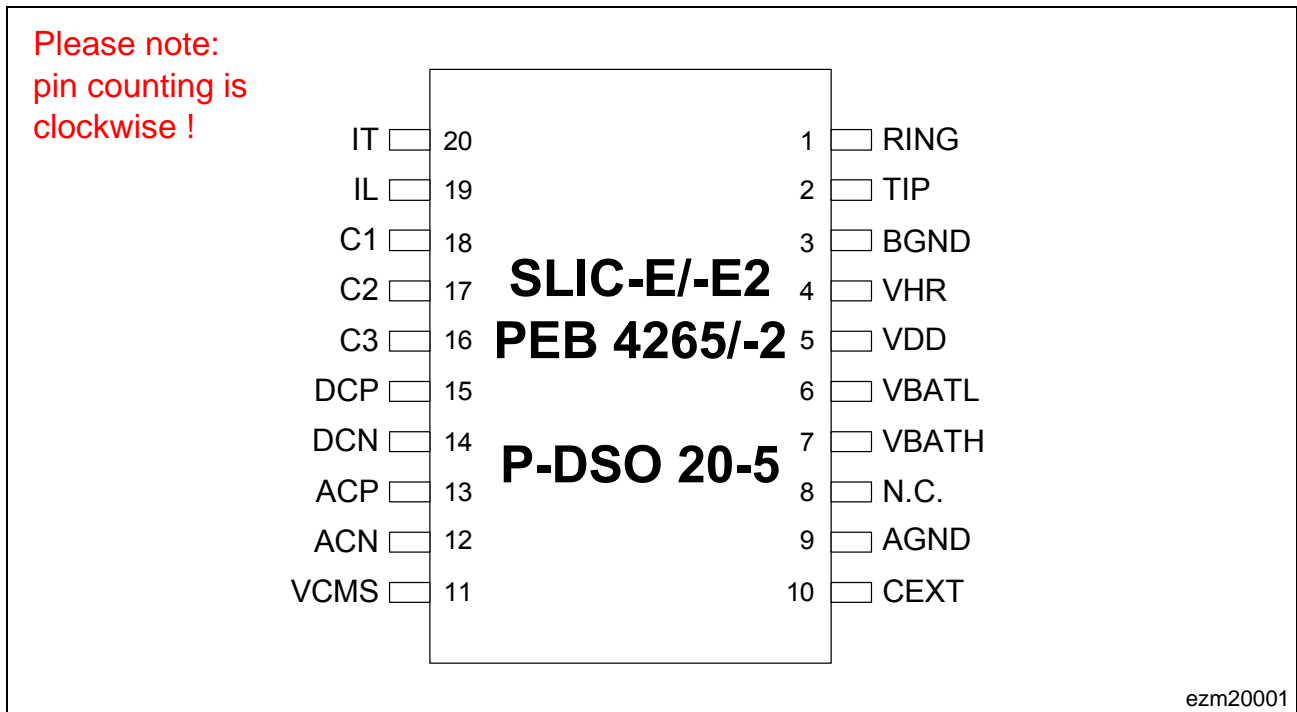 Please note:
pin counting is
clockwise !
IT 20 1 RING
IL 19 2 TIP
C1 18 3 BGND
C2 17 4 VHR
C3 16 5 VDD
DCP 15 6 VBATL
DCN 14 7 VBATH
ACP 13 8 N.C.
ACN 12 9 AGND
VCMS 11 10 CEXT
SLIC-E/-E2
PEB 4265/-2
P-DSO 20-5
ezm20001